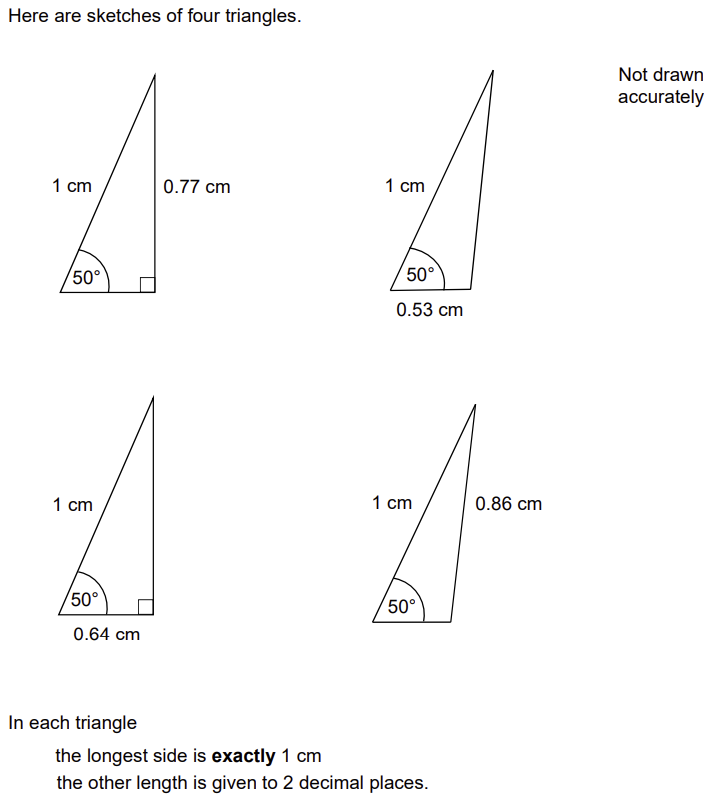 Here are sketches of four triangles.
Not drawn
accurately
1 cm
0.77 cm
50°
1 cm
50°
0.53 cm
1 cm
50°
0.64 cm
1 cm
0.86 cm
50°
In each triangle
the longest side is exactly 1 cm
the other length is given to 2 decimal places.